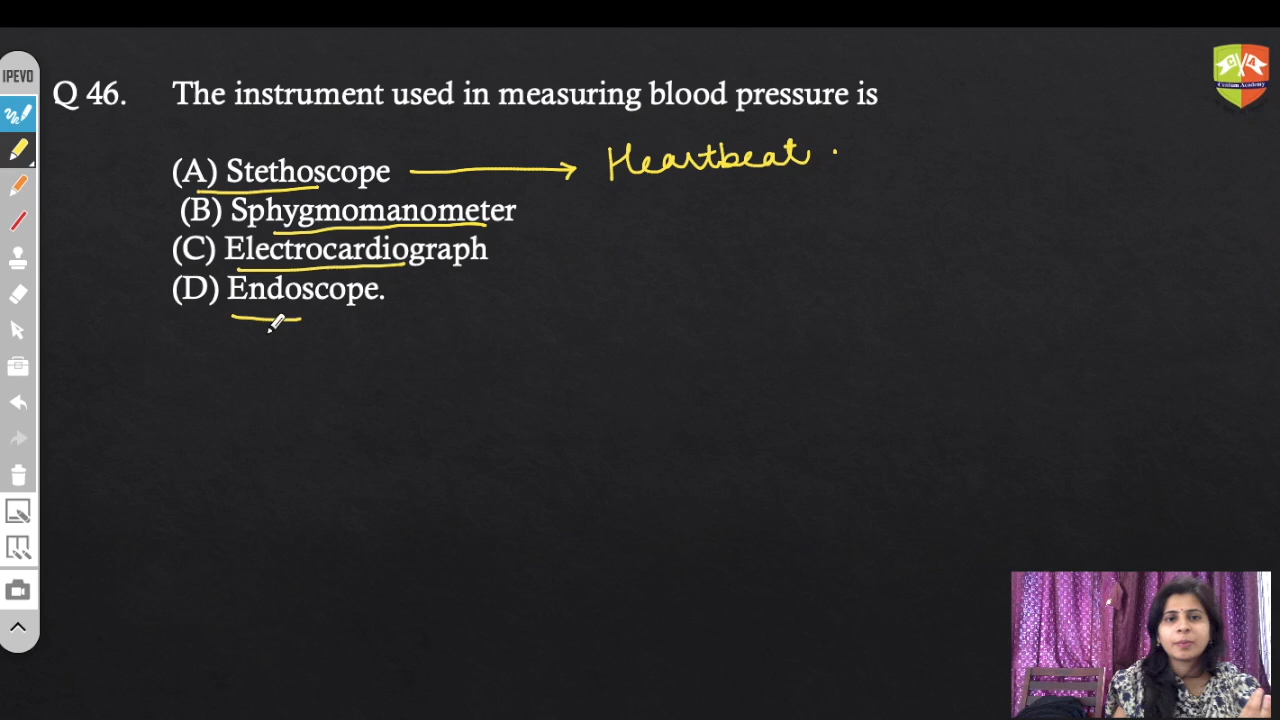 IPEVO
Q 46. The instrument used in measuring blood pressure is
(A) Stethoscope Heartbeat.
(B) Sphygmomanometer
(C) Electrocardiograph
(D) Endoscope.
C A